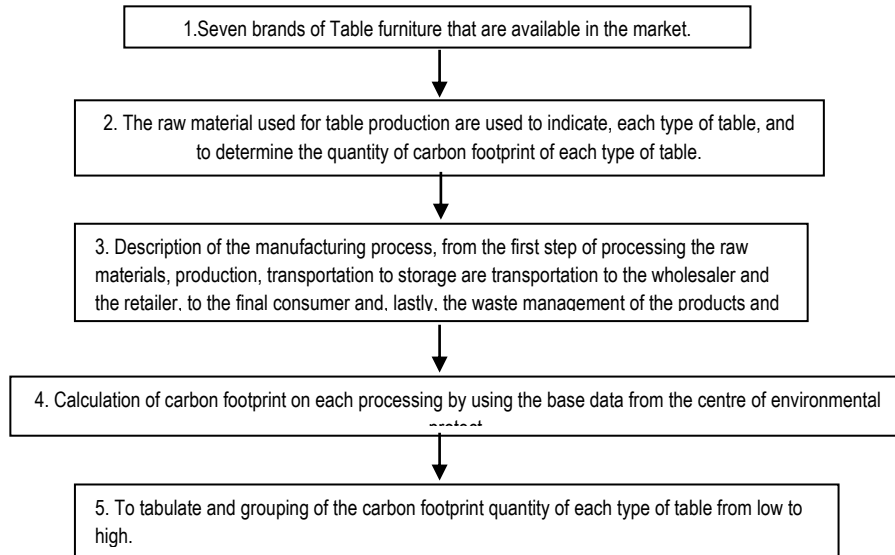 1.Seven brands of Table furniture that are available in the market.
2. The raw material used for table production are used to indicate, each type of table, and
to determine the quantity of carbon footprint of each type of table.
3. Description of the manufacturing process, from the first step of processing the raw
materials, production, transportation to storage are transportation to the wholesaler and
the retailer, to the final consumer and, lastly, the waste management of the products and
4. Calculation of carbon footprint on each processing by using the base data from the centre of environmental
5. To tabulate and grouping of the carbon footprint quantity of each type of table from low to
high.